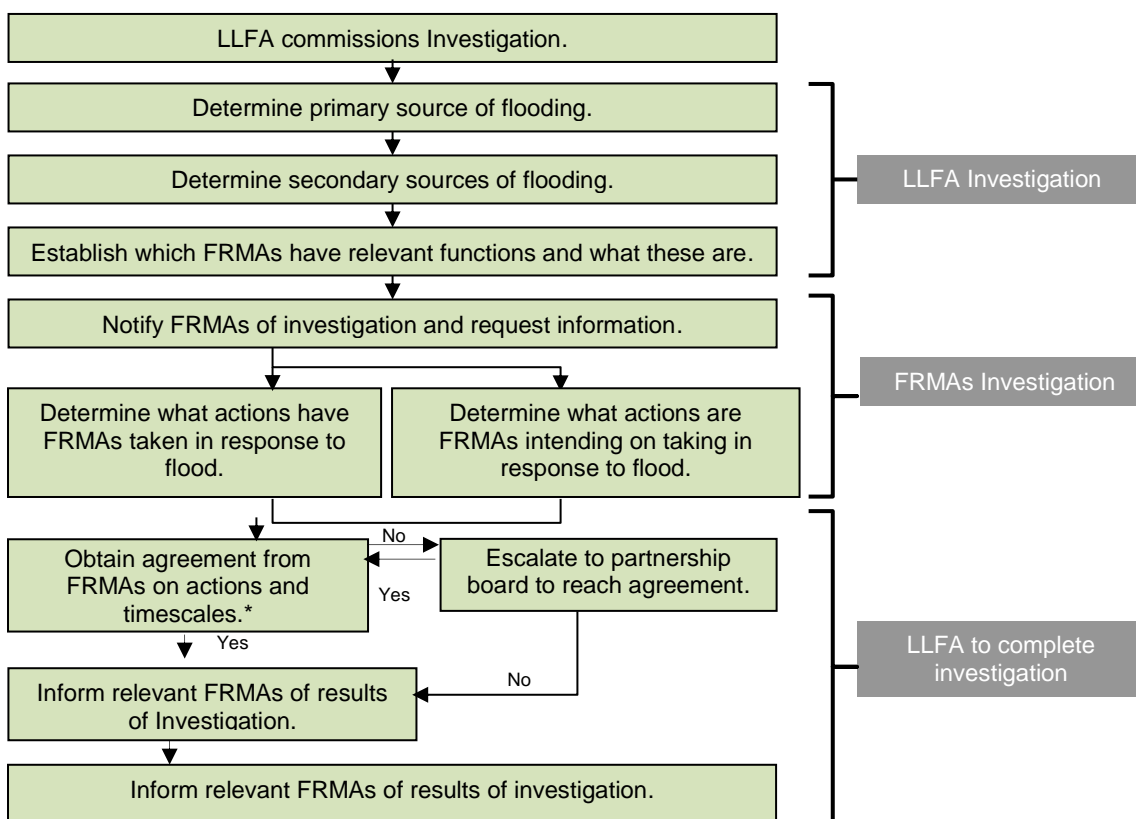 LLFA commissions Investigation.
Determine primary source of flooding.
Determine secondary sources of flooding.
LLFA Investigation
Establish which FRMAs have relevant functions and what these are.
Notify FRMAs of investigation and request information.
FRMAs Investigation
Determine what actions have
FRMAs taken in response to
flood.
Determine what actions are
FRMAs intending on taking in
response to flood.
Obtain agreement from
FRMAs on actions and
timescales.*
No
Yes
Escalate to partnership
board to reach agreement.
Yes
No
LLFA to complete
investigation
Inform relevant FRMAs of results
of Investigation.
Inform relevant FRMAs of results of investigation.